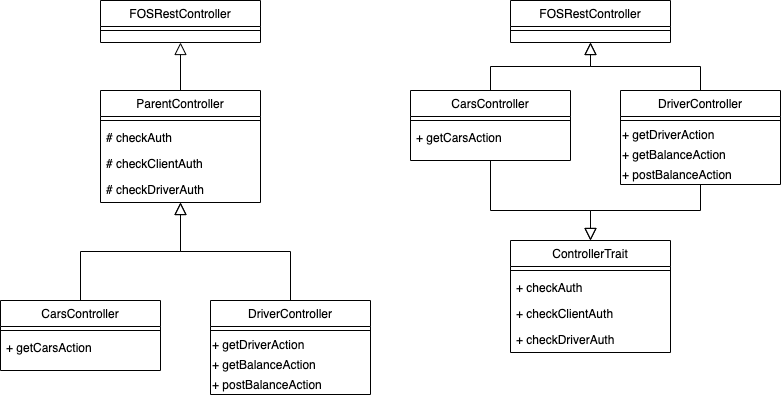 FOSRestController
ParentController
# checkAuth
# checkClientAuth
# checkDriverAuth
CarsController
+ getCarsAction
DriverController
+ getDriverAction
+ getBalanceAction
+ postBalanceAction
FOSRestController
CarsController
+ getCarsAction
DriverController
+ getDriverAction
+ getBalanceAction
+ postBalanceAction
ControllerTrait
+ checkAuth
+ checkClientAuth
+ checkDriverAuth